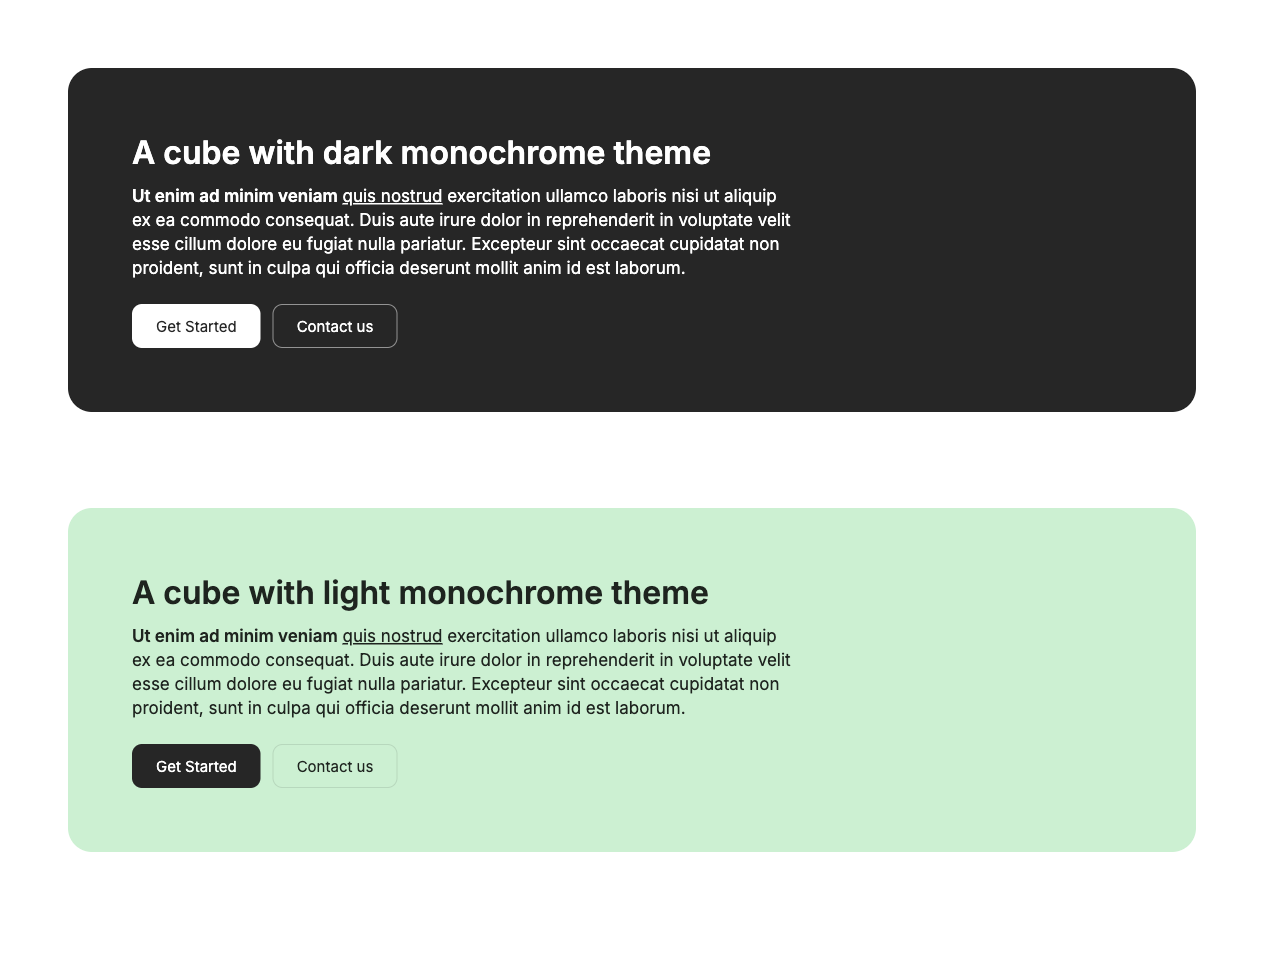 A cube with dark monochrome theme
Ut enim ad minim veniam quis nostrud exercitation ullamco laboris nisi ut aliquip
ex ea commodo consequat. Duis aute irure dolor in reprehenderit in voluptate velit
esse cillum dolore eu fugiat nulla pariatur. Excepteur sint occaecat cupidatat non
proident, sunt in culpa qui officia deserunt mollit anim id est laborum.
Get Started
Contact us
A cube with light monochrome theme
Ut enim ad minim veniam quis nostrud exercitation ullamco laboris nisi ut aliquip
ex ea commodo consequat. Duis aute irure dolor in reprehenderit in voluptate velit
esse cillum dolore eu fugiat nulla pariatur. Excepteur sint occaecat cupidatat non
proident, sunt in culpa qui officia deserunt mollit anim id est laborum.
Get Started
Contact us